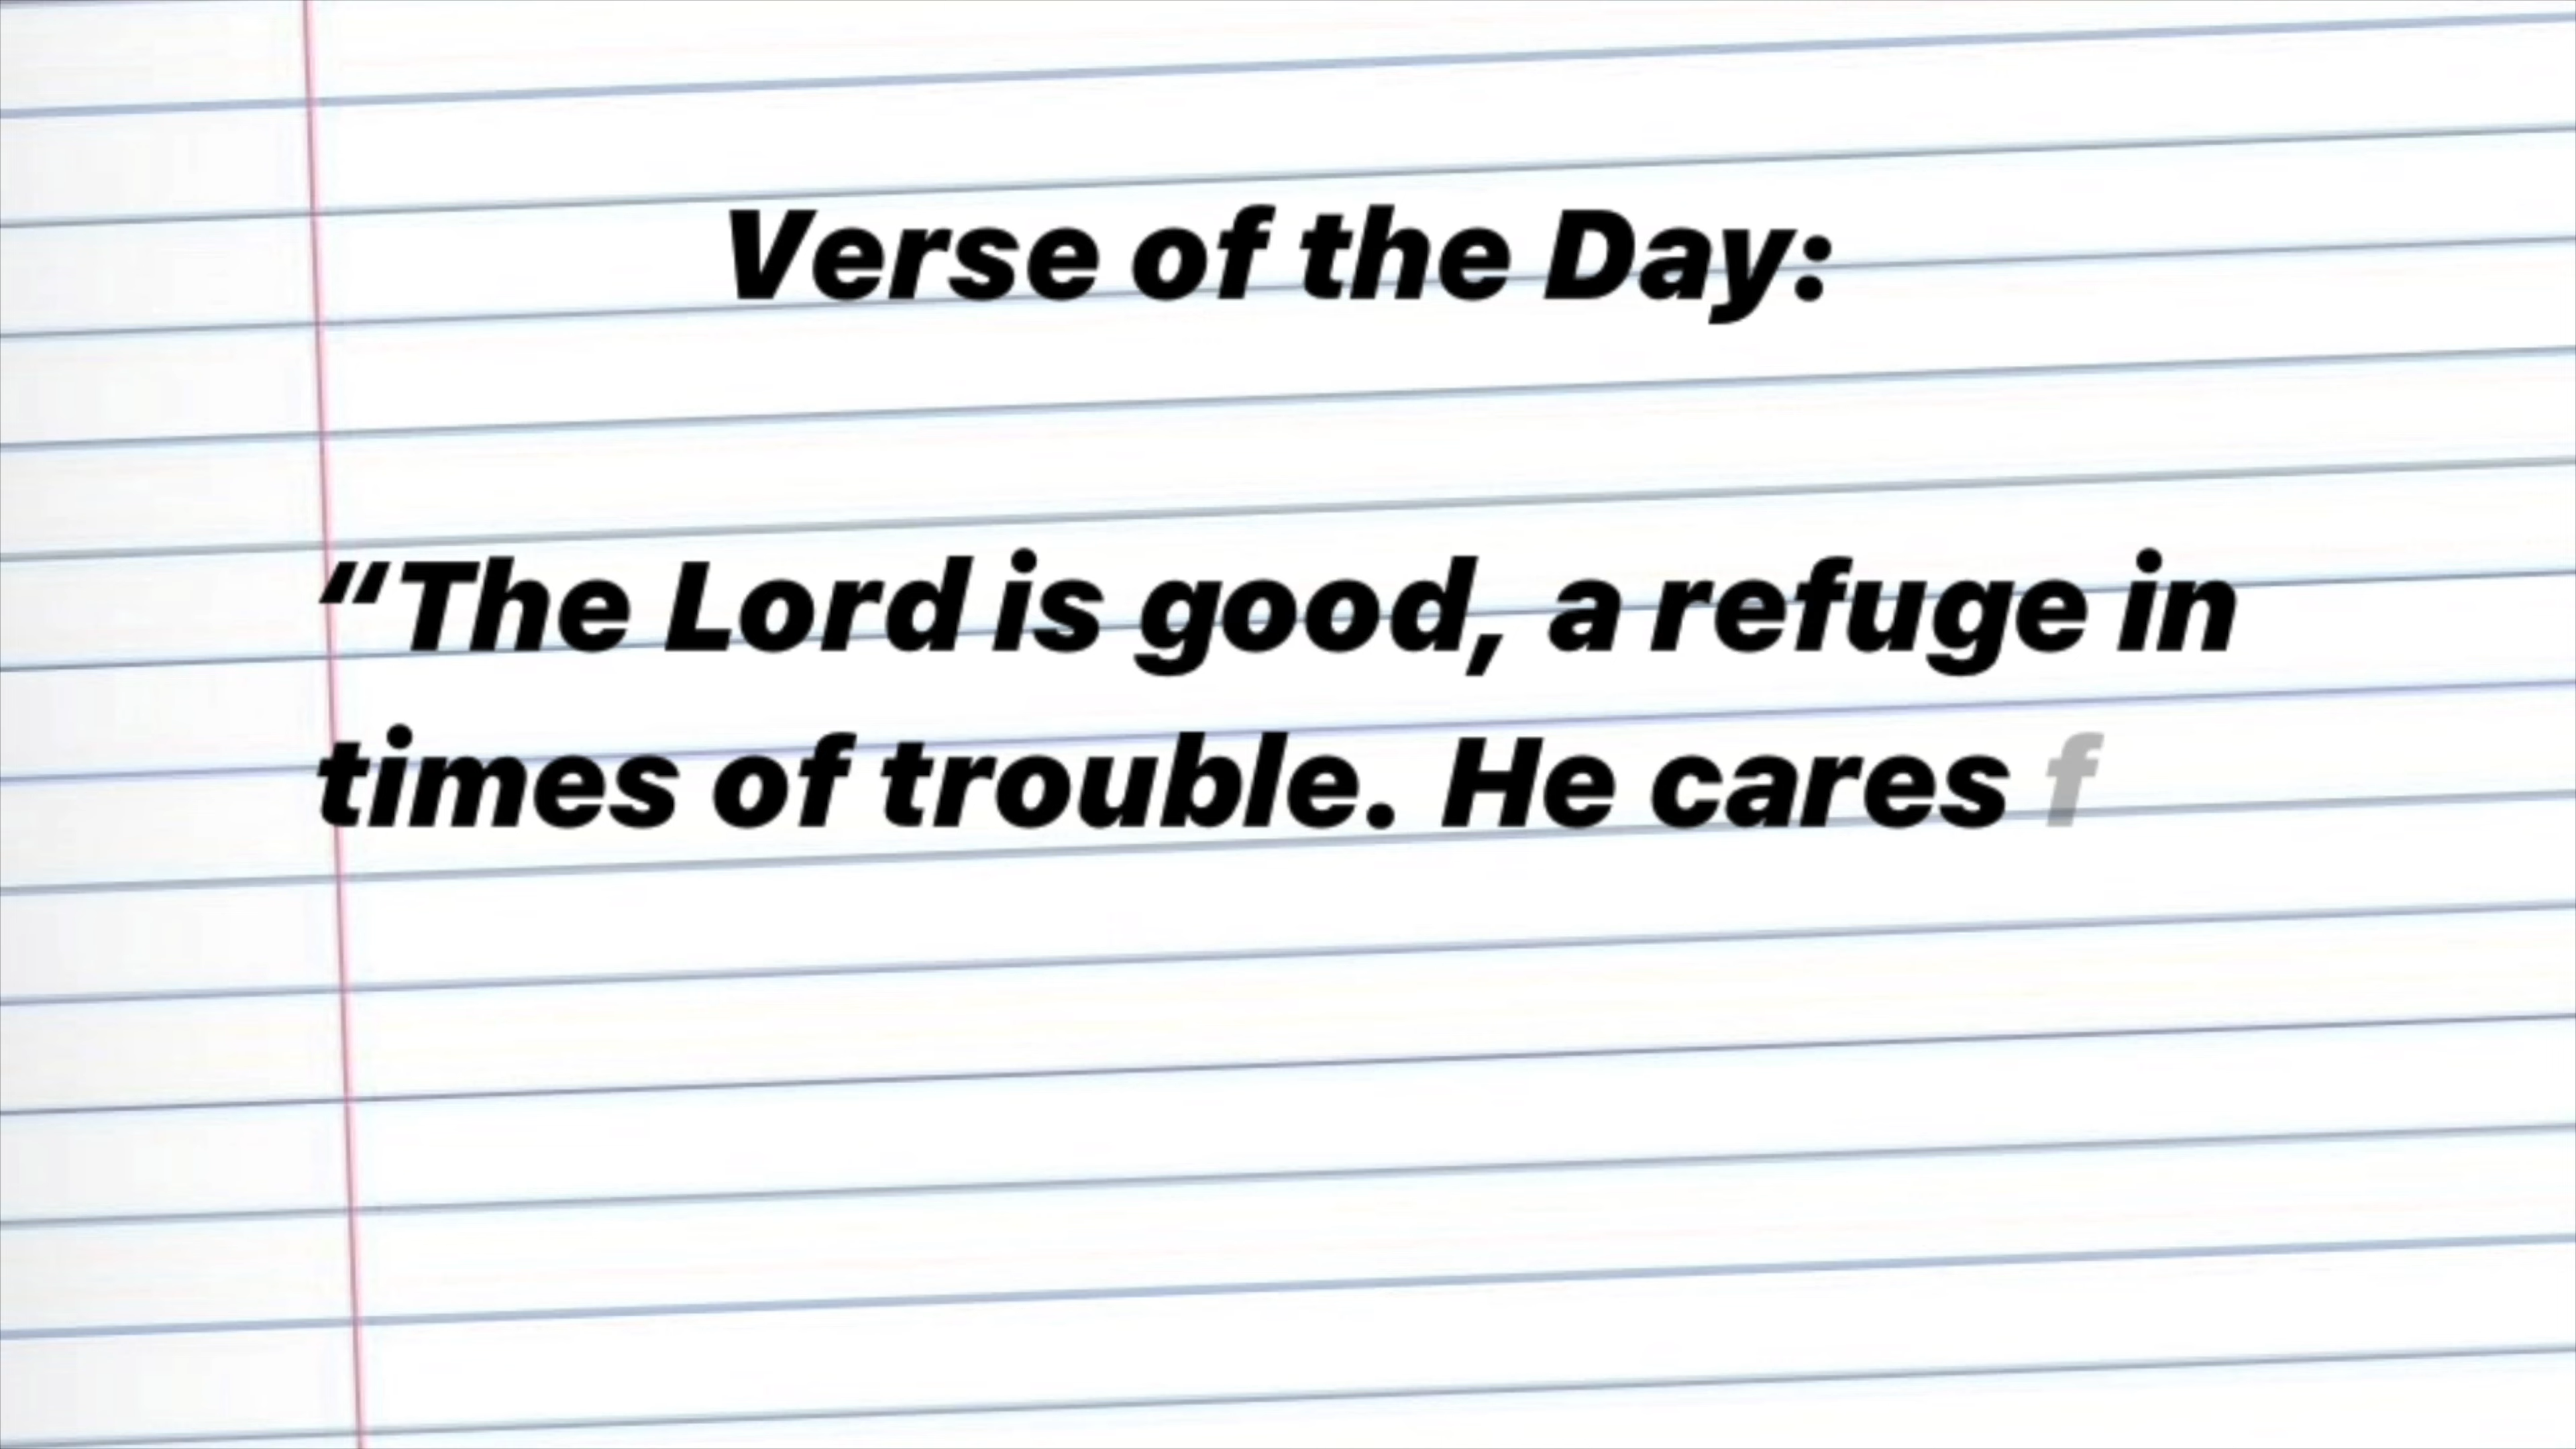 Verse of the Day:
“The Lord is good, a refuge in
times of trouble. He cares f